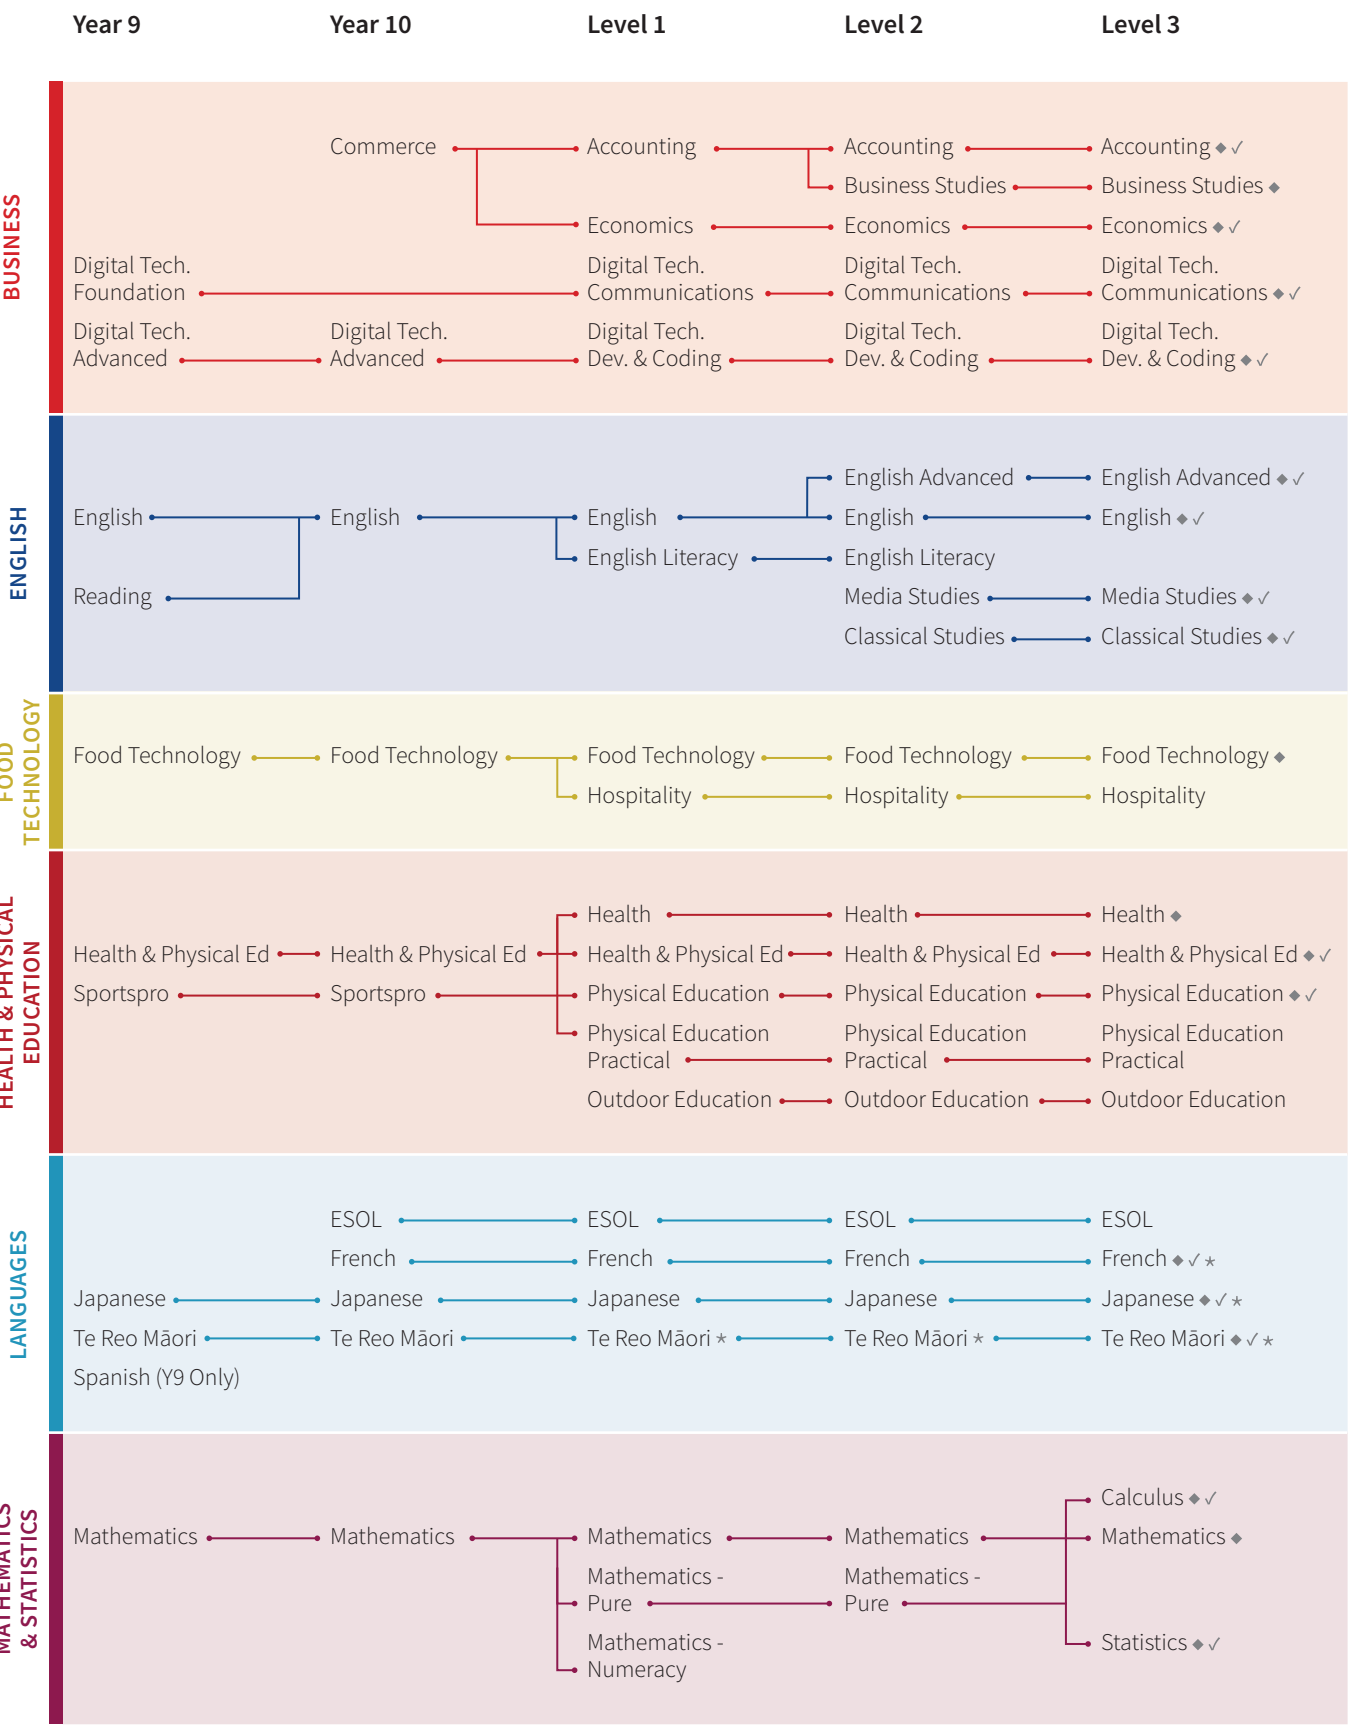 Year 9 Year 10 Level 1 Level 2 Level 3
BUSINESS
Commerce Accounting Accounting Accounting ◆ ✓
Business Studies Business Studies ◆
Economics Economics Economics ◆ ✓
Digital Tech. Digital Tech. Digital Tech. Digital Tech.
Foundation Communications Communications Communications ◆ ✓
Digital Tech. Digital Tech. Digital Tech. Digital Tech. Digital Tech.
Advanced Advanced Dev. & Coding Dev. & Coding Dev. & Coding ◆ ✓
ENGLISH
English Advanced English Advanced ◆ ✓
English English English English English ◆ ✓
English Literacy English Literacy
Reading Media Studies Media Studies ◆ ✓
Classical Studies Classical Studies ◆ ✓
FOOD
TECHNOLOGY
Food Technology Food Technology Food Technology Food Technology Food Technology ◆
Hospitality Hospitality Hospitality
HEALTH & PHYSICAL
EDUCATION
Health Health Health ◆
Health & Physical Ed Health & Physical Ed Health & Physical Ed Health & Physical Ed Health & Physical Ed ◆ ✓
Sportspro Sportspro Physical Education Physical Education Physical Education ◆ ✓
Physical Education Physical Education Physical Education
Practical Practical Practical
Outdoor Education Outdoor Education Outdoor Education
LANGUAGES
ESOL ESOL ESOL ESOL
French French French French ◆ ✓ *
Japanese Japanese Japanese Japanese Japanese ◆ ✓ *
Te Reo Māori Te Reo Māori Te Reo Māori * Te Reo Māori * Te Reo Māori ◆ ✓ *
Spanish (Y9 Only)
MATHEMATICS
& STATISTICS
Calculus ◆ ✓
Mathematics Mathematics Mathematics Mathematics Mathematics ◆
Mathematics - Mathematics -
Pure Pure
Mathematics - Statistics ◆ ✓
Numeracy